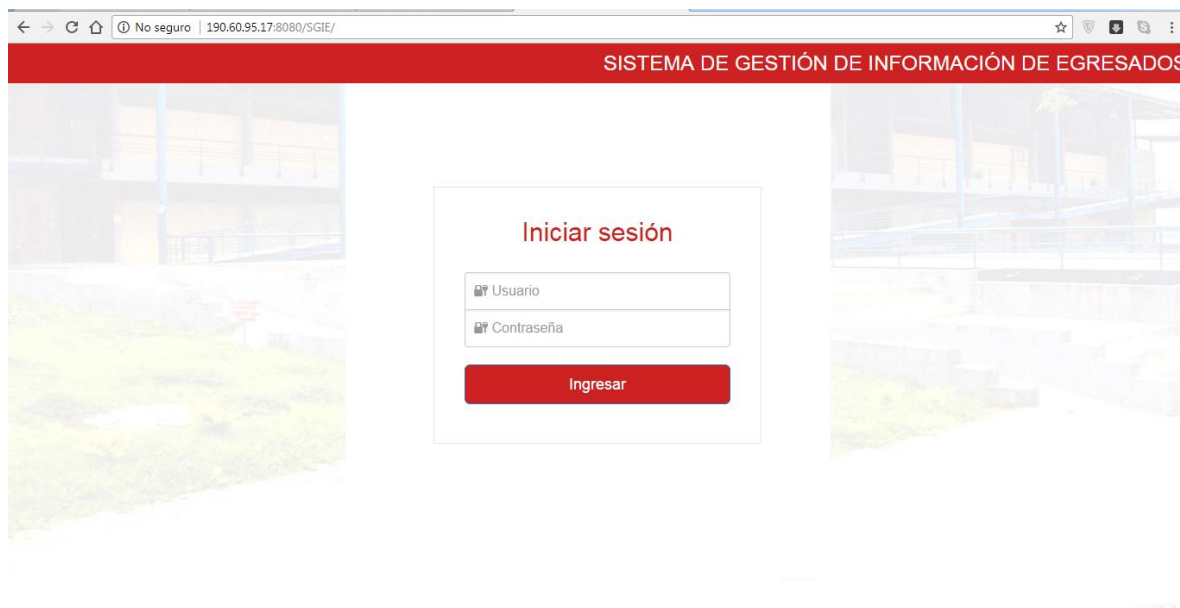 No seguro | 190.60.95.17:8080/SGIE/
SISTEMA DE GESTIÓN DE INFORMACIÓN DE EGRESADOS
Iniciar sesión
Usuario
Contraseña
Ingresar